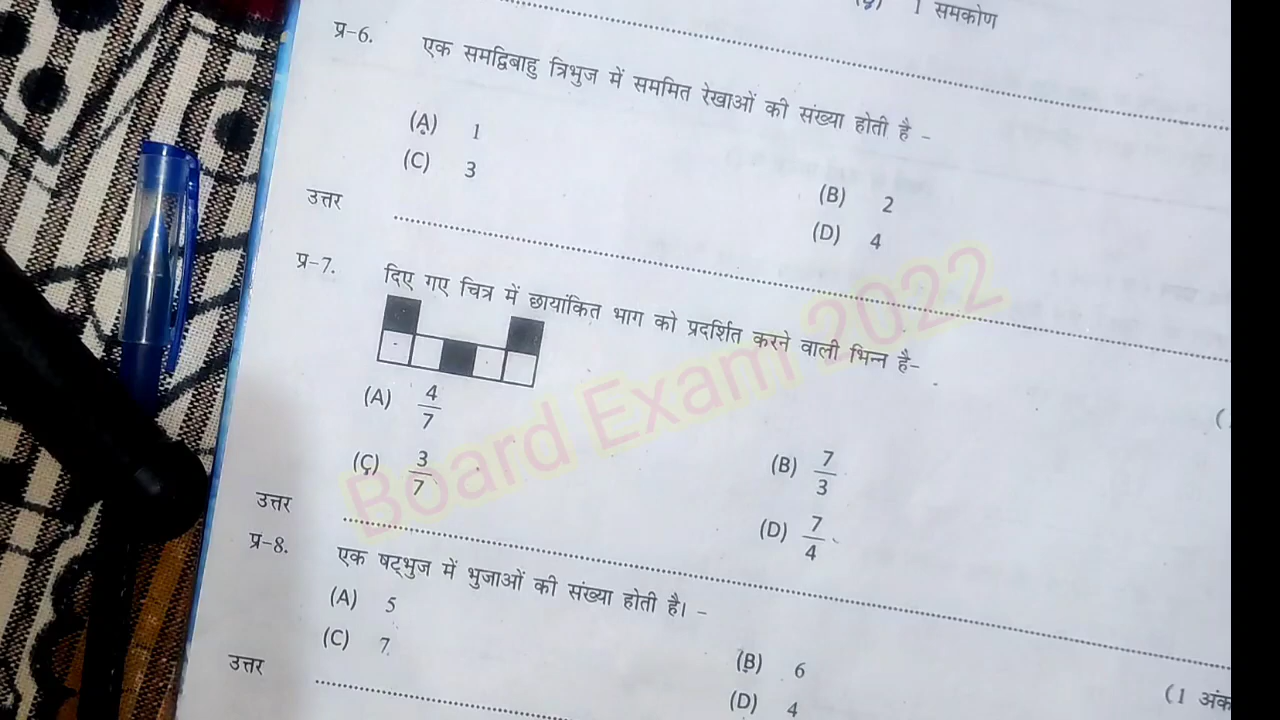 (B) 1 समकोण
प्र-6. एक समद्विबाहु त्रिभुज में सममित रेखाओं की संख्या होती है -
(A) 1
(B) 2
(C) 3
(D) 4
उत्तर
प्र-7. दिए गए चित्र में छायांकित भाग को प्रदर्शित करने वाली भिन्न है-
(A) 4/7
(B) 7/3
(C) 3/7
(D) 7/4
उत्तर
प्र-8. एक षट्भुज में भुजाओं की संख्या होती है। -
(1 अंक
(A) 5
(B) 6
(C) 7
(D) 4
उत्तर
Board Exam 2022